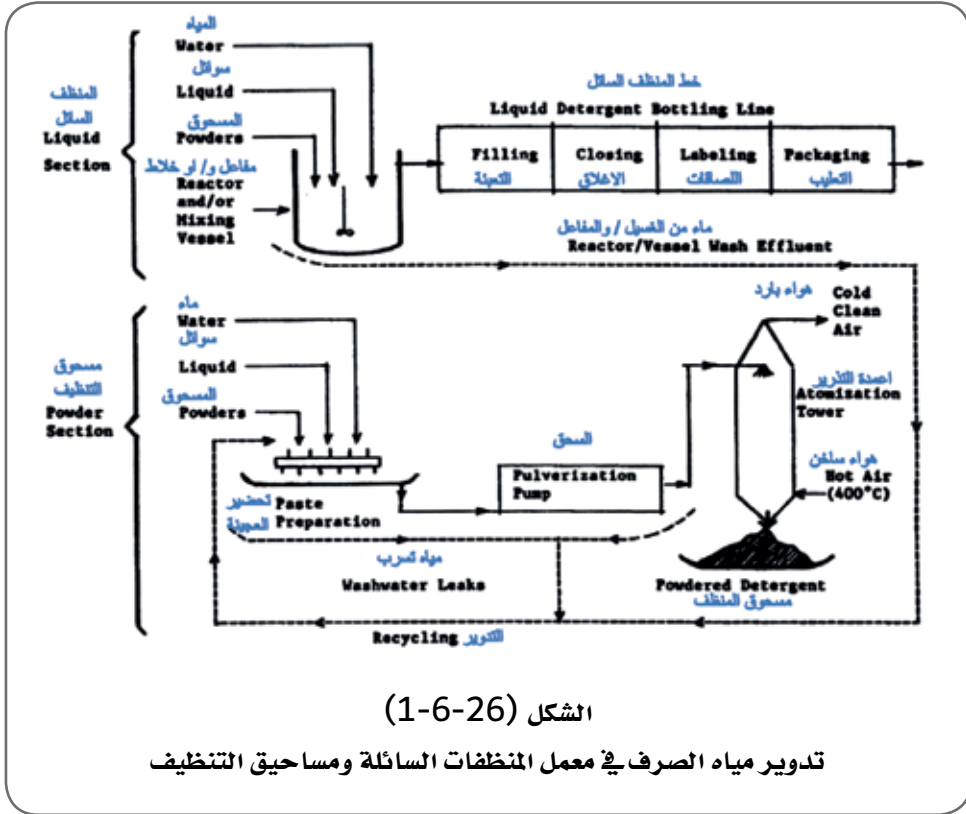 المياه
Water
سوائل
Liquid
المسحوق
Powders
مفاعل و/ او خلاط
Reactor
and/or
Mixing
Vessel
المنظف
السائل
Liquid
Section
خط المنظف السائل
Liquid Detergent Bottling Line
Filling
التعبئة
Closing
الاغلاق
Labeling
اللصاقات
Packaging
التعليب
ماء من الغسيل / والمفاعل
Reactor/Vessel Wash Effluent
ماء
Water
سوائل
Liquid
المسحوق
Powders
مسحوق
التنظيف
Powder
Section
تحضير Paste
العجينة Preparation
السحق
Pulverization
Pump
هواء بارد
Cold
Clean
Air
اعمدة التذرير
Atomization
Tower
هواء ساخن
Hot Air
(400°C)
مياه تسرب
Washwater Leaks
Powdered Detergent
مسحوق المنظف
Recycling التدوير
الشكل (26-6-1)
تدوير مياه الصرف في معمل المنظفات السائلة ومساحيق التنظيف